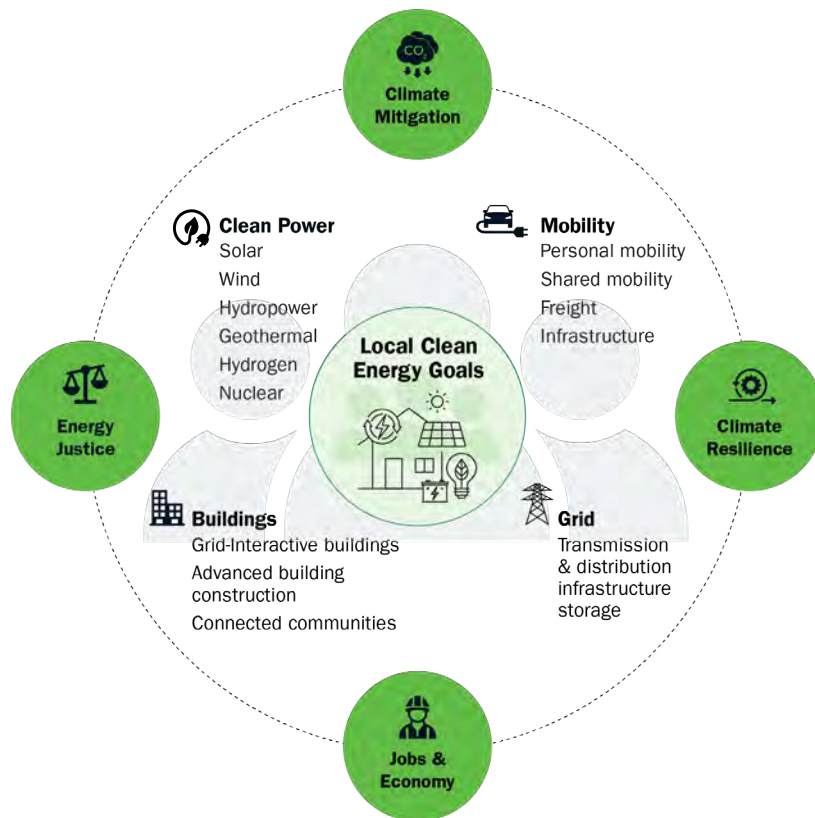 CO2
Climate
Mitigation
Clean Power
Solar
Wind
Hydropower
Geothermal
Hydrogen
Nuclear
Mobility
Personal mobility
Shared mobility
Freight
Infrastructure
Local Clean
Energy Goals
Energy
Justice
Climate
Resilience
Buildings
Grid-Interactive buildings
Advanced building
construction
Connected communities
Grid
Transmission
& distribution
infrastructure
storage
Jobs &
Economy